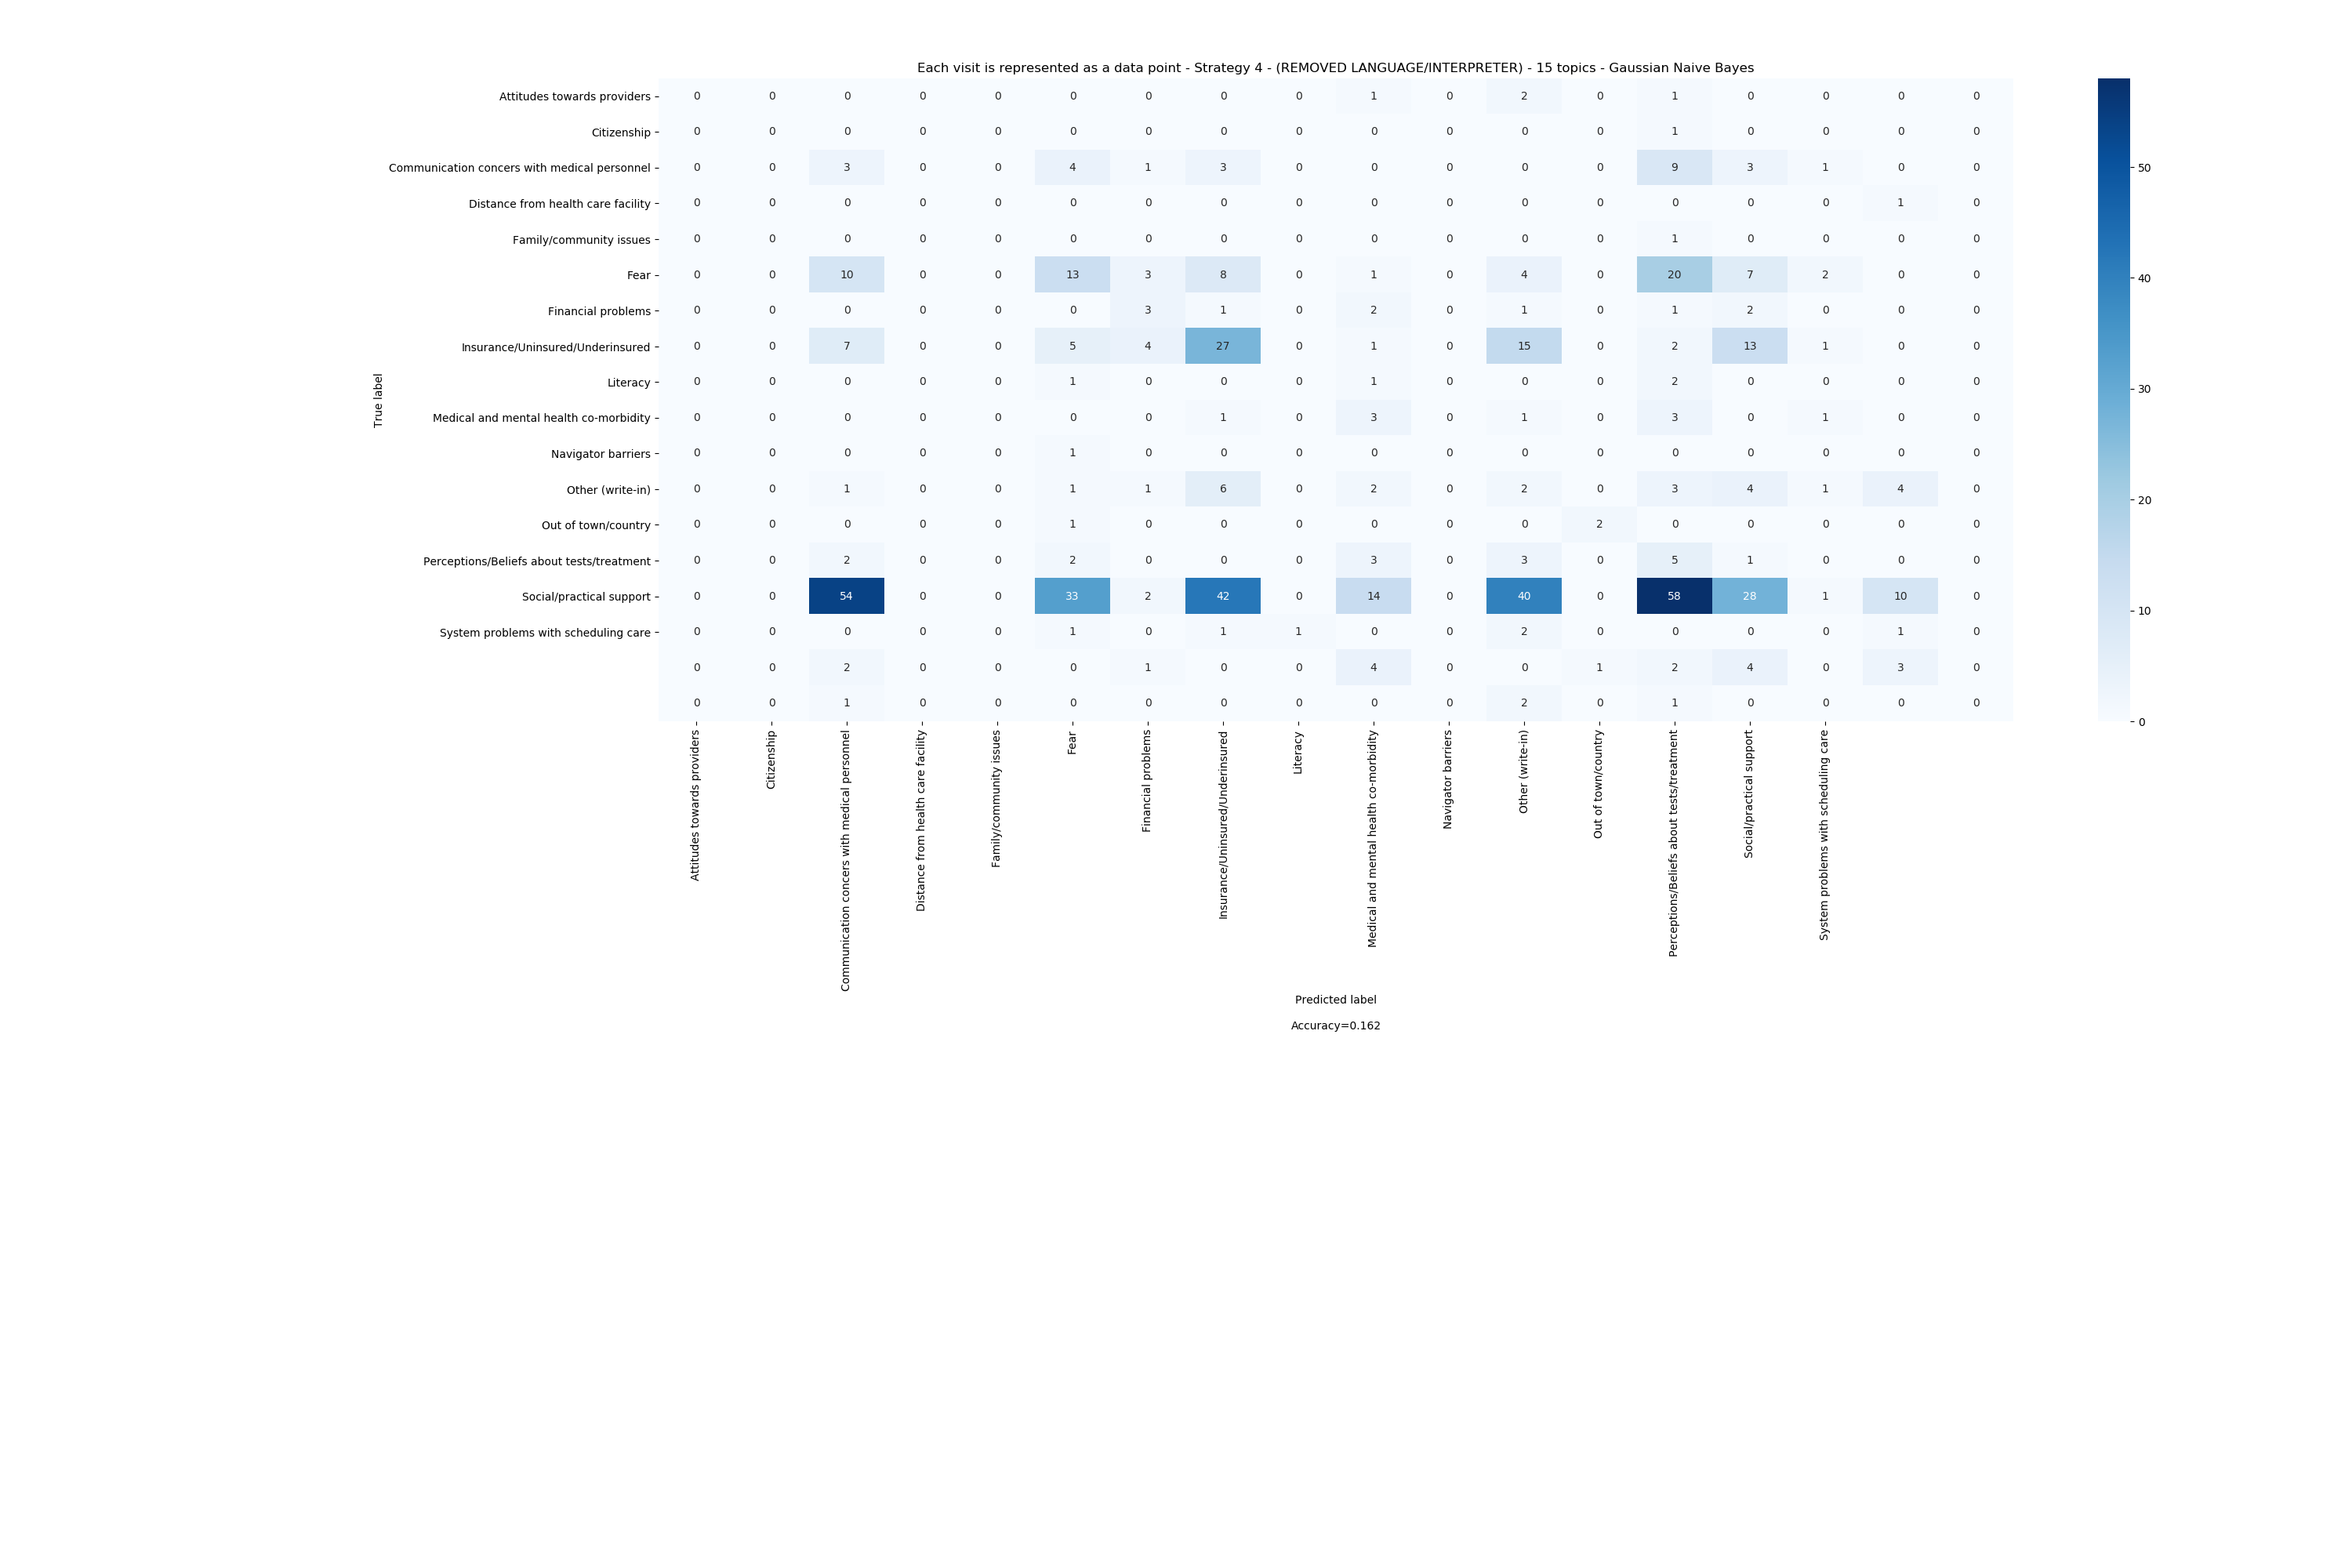 Each visit is represented as a data point - Strategy 4 - (REMOVED LANGUAGE/INTERPRETER) - 15 topics - Gaussian Naive Bayes
True label
Attitudes towards providers 0 0 0 0 0 0 0 0 0 1 0 2 0 1 0 0 0 0
Citizenship 0 0 0 0 0 0 0 0 0 0 0 0 0 1 0 0 0 0
Communication concers with medical personnel 0 0 3 0 0 4 1 3 0 0 0 0 0 9 3 1 0 0
Distance from health care facility 0 0 0 0 0 0 0 0 0 0 0 0 0 0 0 0 1 0
Family/community issues 0 0 0 0 0 0 0 0 0 0 0 0 0 1 0 0 0 0
Fear 0 0 10 0 0 13 3 8 0 1 0 4 0 20 7 2 0 0
Financial problems 0 0 0 0 0 0 3 1 0 2 0 1 0 1 2 0 0 0
Insurance/Uninsured/Underinsured 0 0 7 0 0 5 4 27 0 1 0 15 0 2 13 1 0 0
Literacy 0 0 0 0 0 1 0 0 0 1 0 0 0 2 0 0 0 0
Medical and mental health co-morbidity 0 0 0 0 0 0 0 1 0 3 0 1 0 3 0 1 0 0
Navigator barriers 0 0 0 0 0 1 0 0 0 0 0 0 0 0 0 0 0 0
Other (write-in) 0 0 1 0 0 1 1 6 0 2 0 2 0 3 4 1 4 0
Out of town/country 0 0 0 0 0 1 0 0 0 0 0 0 2 0 0 0 0 0
Perceptions/Beliefs about tests/treatment 0 0 2 0 0 2 0 0 0 3 0 3 0 5 1 0 0 0
Social/practical support 0 0 54 0 0 33 2 42 0 14 0 40 0 58 28 1 10 0
System problems with scheduling care 0 0 0 0 0 1 0 1 1 0 0 2 0 0 0 0 1 0
0 0 2 0 0 0 1 0 0 4 0 0 1 2 4 0 3 0
0 0 1 0 0 0 0 0 0 0 0 2 0 1 0 0 0 0
Attitudes towards providers
Citizenship
Communication concers with medical personnel
Distance from health care facility
Family/community issues
Fear
Financial problems
Insurance/Uninsured/Underinsured
Literacy
Medical and mental health co-morbidity
Navigator barriers
Other (write-in)
Out of town/country
Perceptions/Beliefs about tests/treatment
Social/practical support
System problems with scheduling care
Predicted label
Accuracy=0.162
50
40
30
20
10
0